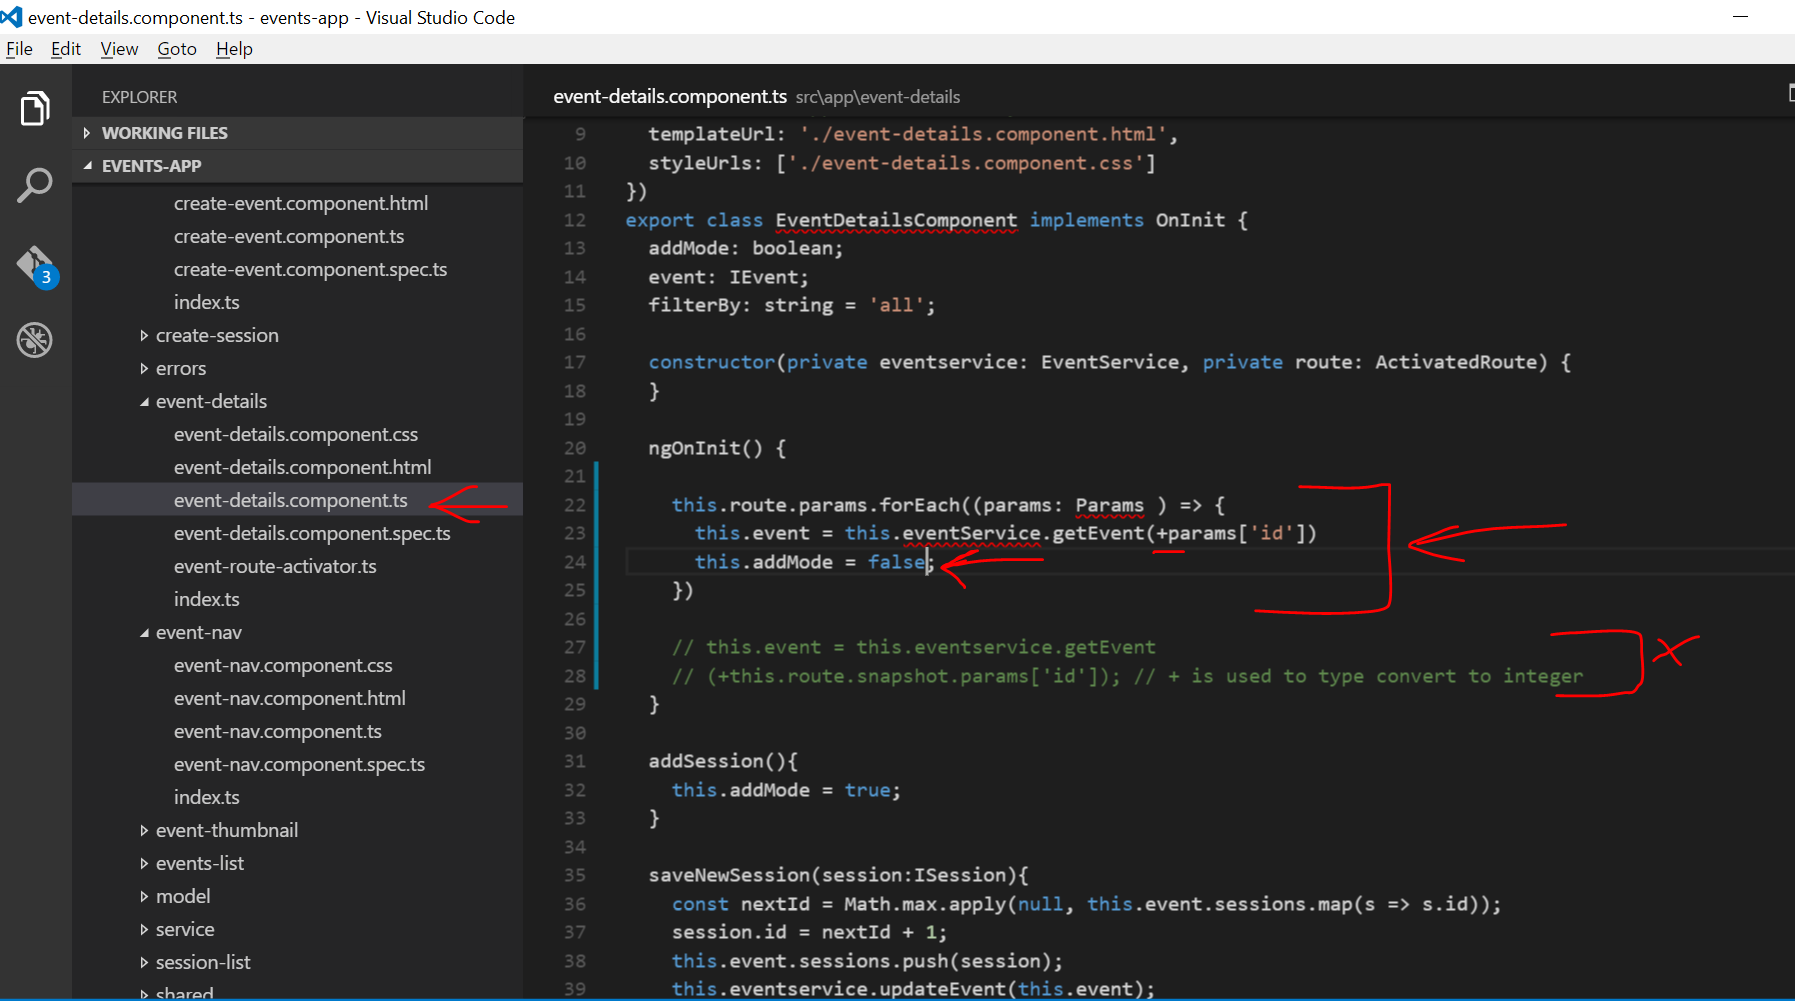 event-details.component.ts - events-app - Visual Studio Code
File Edit View Goto Help
EXPLORER
WORKING FILES
EVENTS-APP
create-event.component.html
create-event.component.ts
create-event.component.spec.ts
index.ts
create-session
errors
event-details
event-details.component.css
event-details.component.html
event-details.component.ts
event-details.component.spec.ts
event-route-activator.ts
index.ts
event-nav
event-nav.component.css
event-nav.component.html
event-nav.component.ts
event-nav.component.spec.ts
index.ts
event-thumbnail
events-list
model
service
session-list
shared
3
event-details.component.ts src\app\event-details
9 templateUrl: './event-details.component.html',
10 styleUrls: ['./event-details.component.css']
11 })
12 export class EventDetailsComponent implements OnInit {
13 addMode: boolean;
14 event: IEvent;
15 filterBy: string = 'all';
16
17 constructor(private eventservice: EventService, private route: ActivatedRoute) {
18 }
19
20 ngOnInit() {
21
22 this.route.params.forEach((params: Params ) => {
23 this.event = this.eventService.getEvent(+params['id'])
24 this.addMode = false;
25 })
26
27 // this.event = this.eventservice.getEvent
28 // (+this.route.snapshot.params['id']); // + is used to type convert to integer
29 }
30
31 addSession(){
32 this.addMode = true;
33 }
34
35 saveNewSession(session:ISession){
36 const nextId = Math.max.apply(null, this.event.sessions.map(s => s.id));
37 session.id = nextId + 1;
38 this.event.sessions.push(session);
39 this.eventservice.updateEvent(this.event);